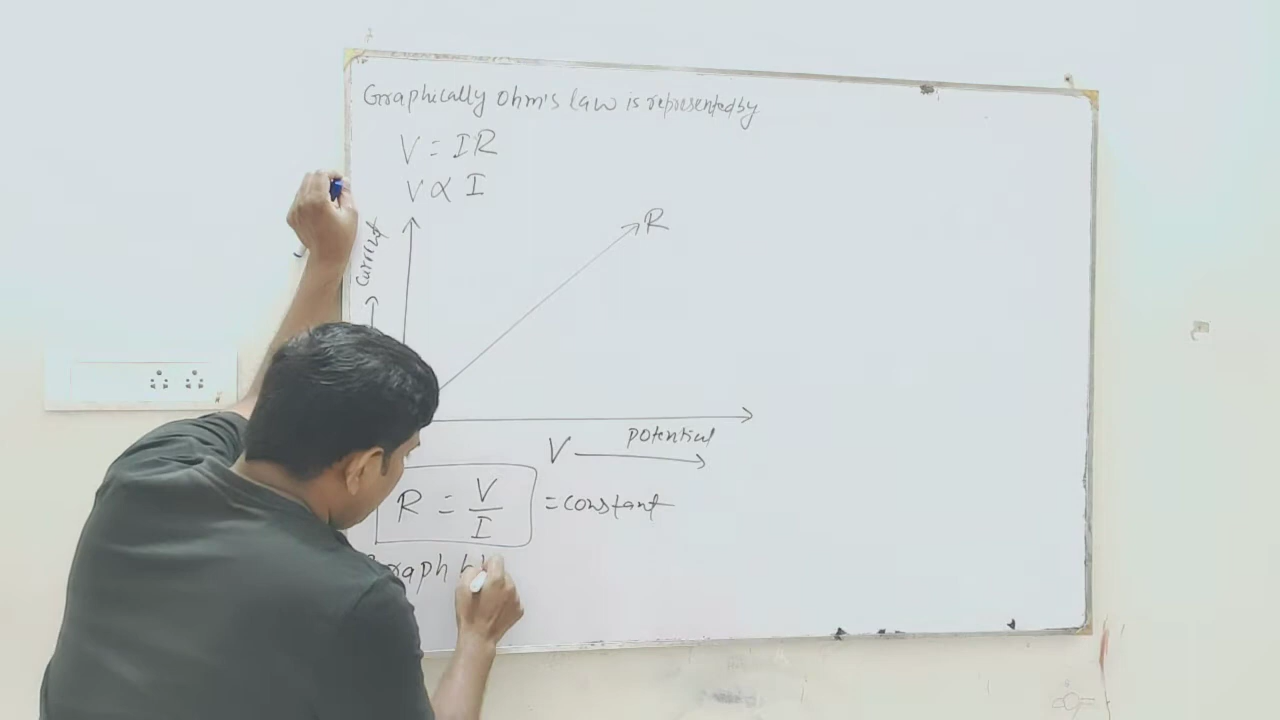 Graphically ohm's law is represented by
V = IR
V ∝ I
Current
R
V
potential
R = V/I = constant
Graph